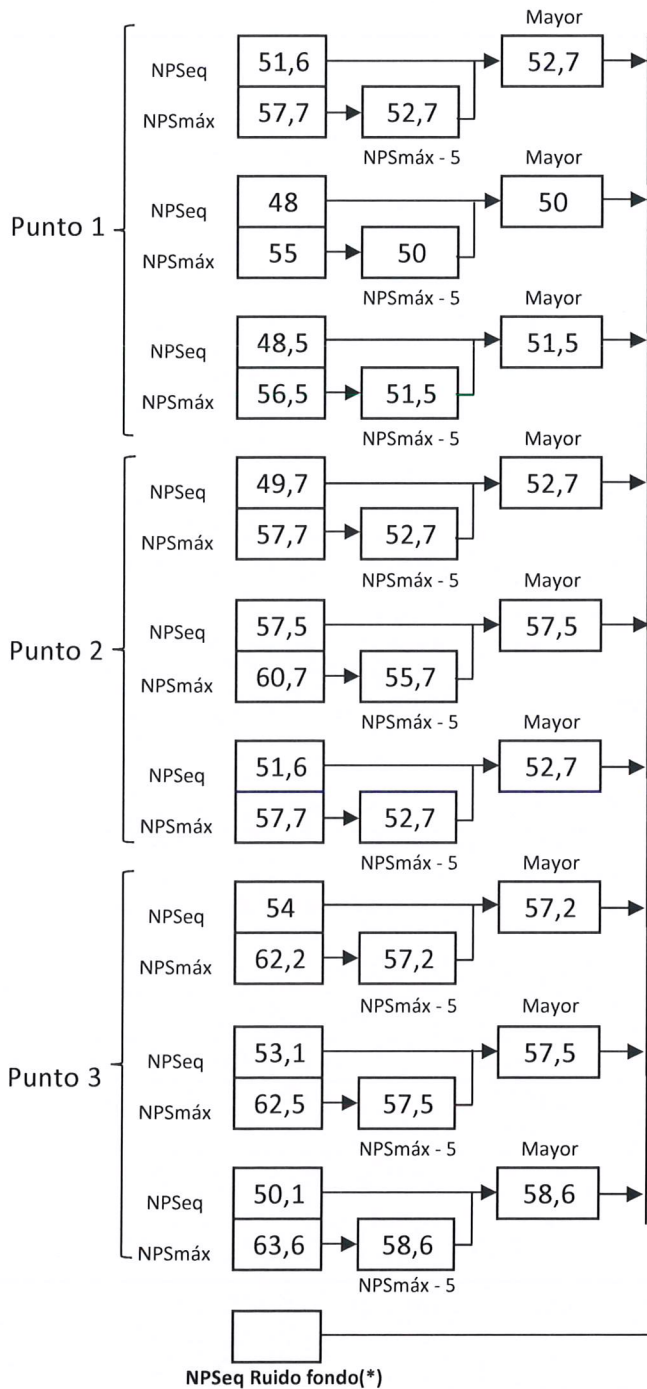 Mayor
NPSeq 51,6 52,7
NPSmáx 57,7 52,7
NPSmáx - 5 Mayor
Punto 1
NPSeq 48 50
NPSmáx 55 50
NPSmáx - 5 Mayor
NPSeq 48,5 51,5
NPSmáx 56,5 51,5
NPSmáx - 5 Mayor
NPSeq 49,7 52,7
NPSmáx 57,7 52,7
NPSmáx - 5 Mayor
Punto 2
NPSeq 57,5 57,5
NPSmáx 60,7 55,7
NPSmáx - 5 Mayor
NPSeq 51,6 52,7
NPSmáx 57,7 52,7
NPSmáx - 5 Mayor
NPSeq 54 57,2
NPSmáx 62,2 57,2
NPSmáx - 5 Mayor
Punto 3
NPSeq 53,1 57,5
NPSmáx 62,5 57,5
NPSmáx - 5 Mayor
NPSeq 50,1 58,6
NPSmáx 63,6 58,6
NPSmáx - 5
NPSeq Ruido fondo(*)